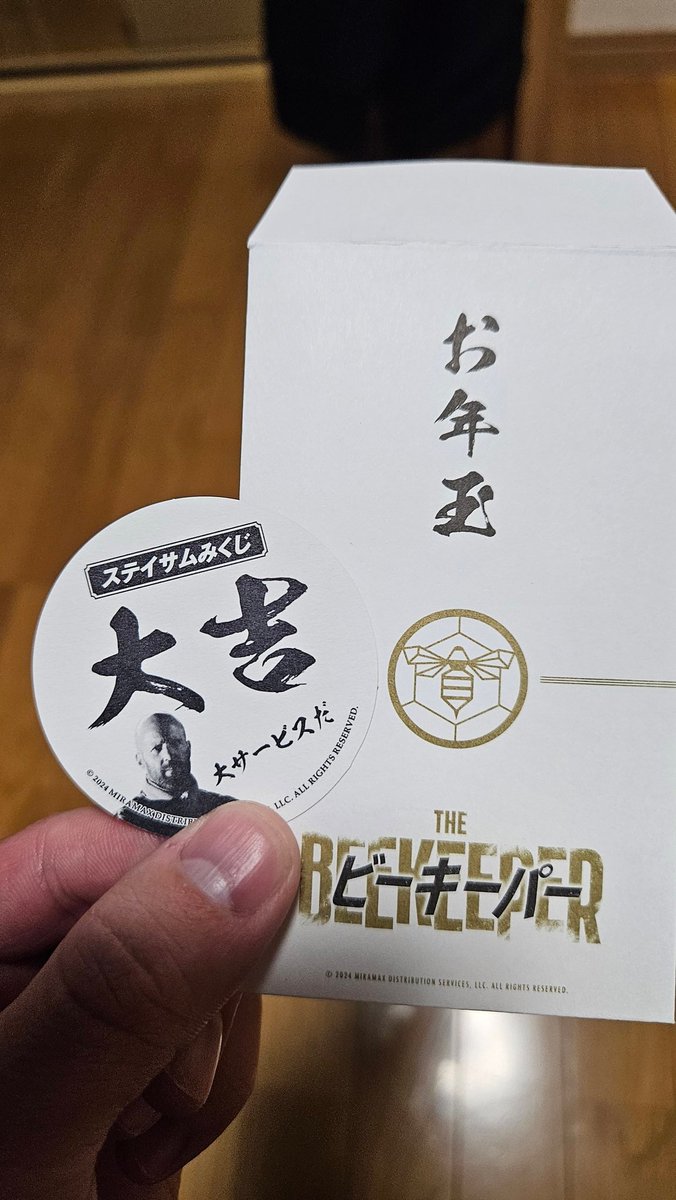 お年玉
ステイサムみくじ
大吉
大サービスだ
© 2024 MIRAMAX DISTRIB
LLC. ALL RIGHTS RESERVED.
THE
BEEKEEPER
ビーキーパー
© 2024 MIRAMAX DISTRIBUTION SERVICES, LLC. ALL RIGHTS RESERVED.